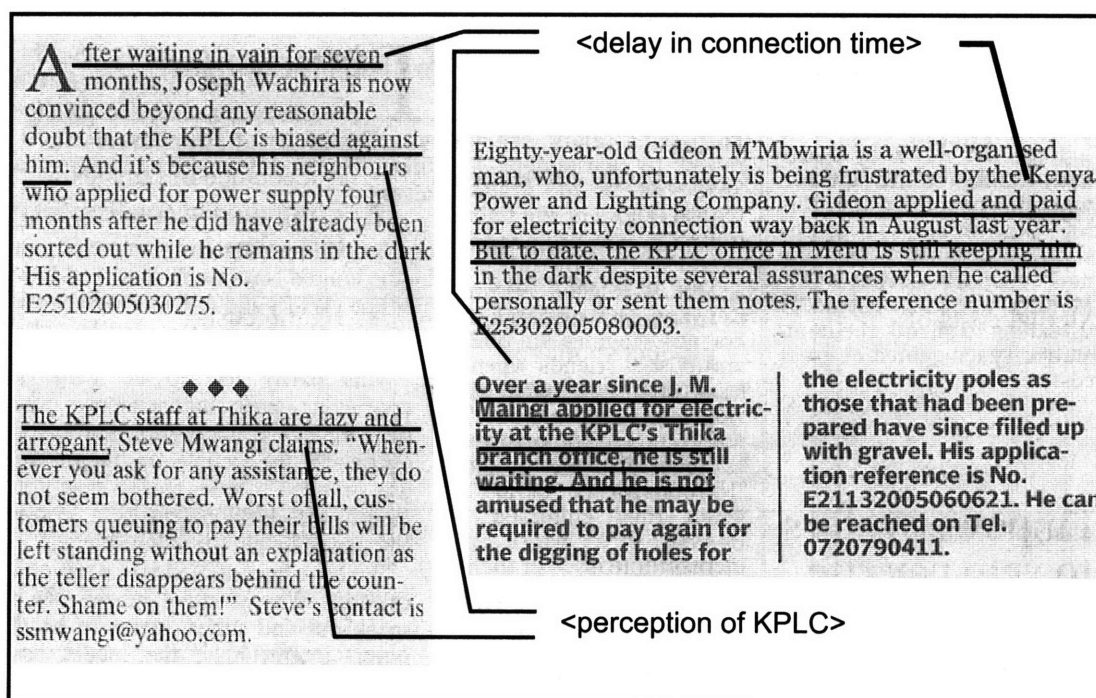 <delay in connection time>
After waiting in vain for seven
months, Joseph Wachira is now
convinced beyond any reasonable
doubt that the KPLC is biased against
him. And it's because his neighbours
who applied for power supply four
months after he did have already been
sorted out while he remains in the dark
His application is No.
E25102005030275.
The KPLC staff at Thika are lazy and
arrogant, Steve Mwangi claims. “When-
ever you ask for any assistance, they do
not seem bothered. Worst of all, cus-
tomers queuing to pay their bills will be
left standing without an explanation as
the teller disappears behind the coun-
ter. Shame on them!” Steve's contact is
ssmwangi@yahoo.com.
Eighty-year-old Gideon M'Mbwiria is a well-organised
man, who, unfortunately is being frustrated by the Kenya
Power and Lighting Company. Gideon applied and paid
for electricity connection way back in August last year.
But to date, the KPLC office in Meru is still keeping him
in the dark despite several assurances when he called
personally or sent them notes. The reference number is
E25302005080003.
Over a year since J. M.
Maingi applied for electric-
ity at the KPLC's Thika
branch office, he is still
waiting. And he is not
amused that he may be
required to pay again for
the digging of holes for
the electricity poles as
those that had been pre-
pared have since filled up
with gravel. His applica-
tion reference is No.
E21132005060621. He can
be reached on Tel.
0720790411.
<perception of KPLC>